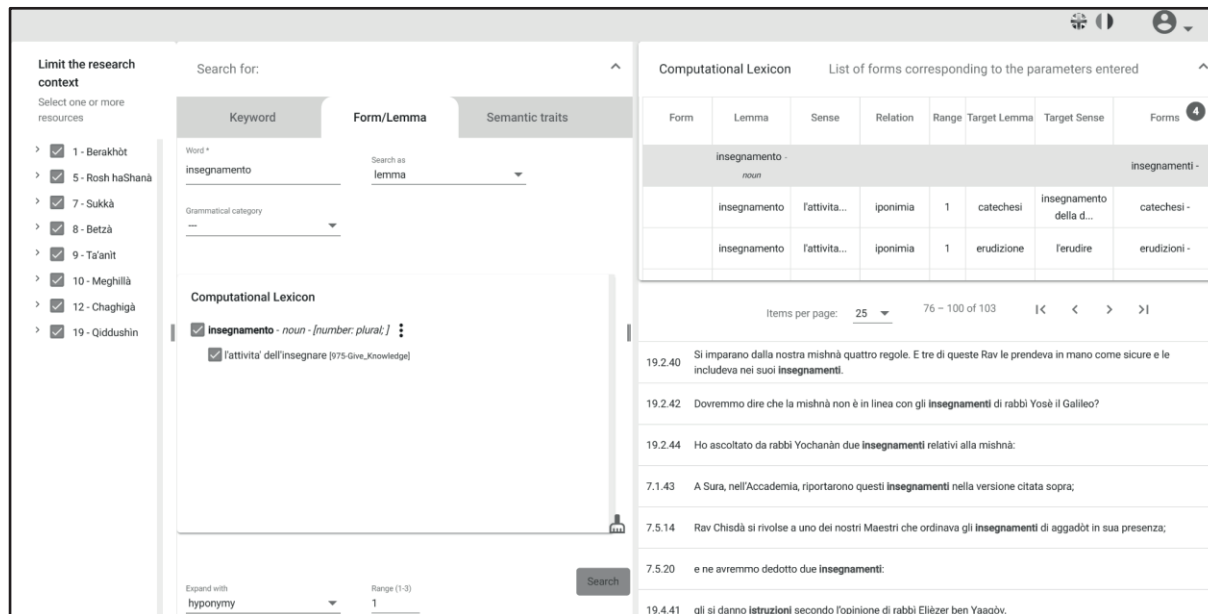 Limit the research
context
Select one or more
resources
1 - Berakhòt
5 - Rosh haShanà
7 - Sukkà
8 - Betzà
9 - Ta'anìt
10 - Meghillà
12 - Chaghigà
19 - Qiddushìn
Search for:
Keyword Form/Lemma Semantic traits
Word *
insegnamento
Search as
lemma
Grammatical category
---
Computational Lexicon
insegnamento - noun - [number: plural; ]
l'attivita' dell'insegnare [975-Give_Knowledge]
Expand with
hyponymy
Range (1-3)
1
Search
Computational Lexicon List of forms corresponding to the parameters entered
Form Lemma Sense Relation Range Target Lemma Target Sense Forms 4
insegnamento -
noun
insegnamenti -
insegnamento l'attivita... iponimia 1 catechesi insegnamento
della d... catechesi -
insegnamento l'attivita... iponimia 1 erudizione l'erudire erudizioni -
Items per page: 25 76 – 100 of 103
19.2.40 Si imparano dalla nostra mishnà quattro regole. E tre di queste Rav le prendeva in mano come sicure e le
includeva nei suoi insegnamenti.
19.2.42 Dovremmo dire che la mishnà non è in linea con gli insegnamenti di rabbì Yosè il Galileo?
19.2.44 Ho ascoltato da rabbì Yochanàn due insegnamenti relativi alla mishnà:
7.1.43 A Sura, nell'Accademia, riportarono questi insegnamenti nella versione citata sopra;
7.5.14 Rav Chisdà si rivolse a uno dei nostri Maestri che ordinava gli insegnamenti di aggadòt in sua presenza;
7.5.20 e ne avremmo dedotto due insegnamenti:
19.4.41 gli si danno istruzioni secondo l'opinione di rabbì Elièzer ben Yaaqòv.